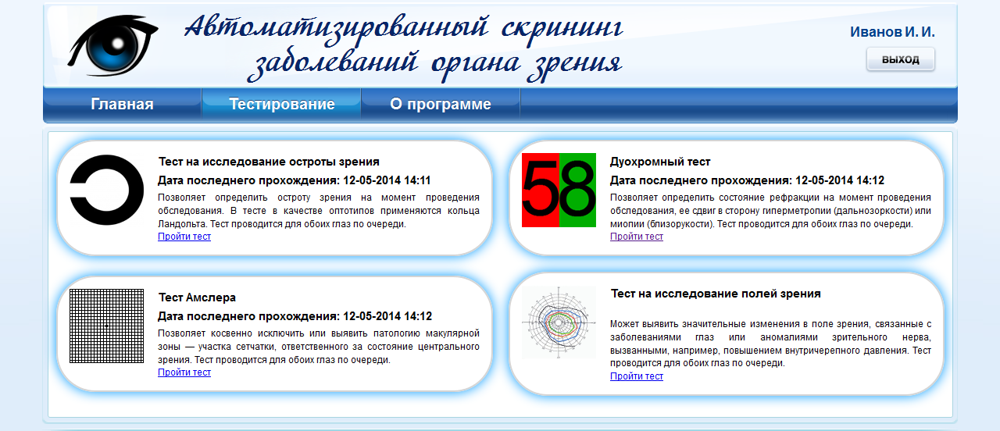 Автоматизированный скрининг
заболеваний органа зрения
Иванов И. И.
выход
Главная
Тестирование
О программе
Тест на исследование остроты зрения
Дата последнего прохождения: 12-05-2014 14:11
Позволяет определить остроту зрения на момент проведения
обследования. В тесте в качестве оптотипов применяются кольца
Ландольта. Тест проводится для обоих глаз по очереди.
Пройти тест
58
Дуохромный тест
Дата последнего прохождения: 12-05-2014 14:12
Позволяет определить состояние рефракции на момент проведения
обследования, ее сдвиг в сторону гиперметропии (дальнозоркости) или
миопии (близорукости). Тест проводится для обоих глаз по очереди.
Пройти тест
Тест Амслера
Дата последнего прохождения: 12-05-2014 14:12
Позволяет косвенно исключить или выявить патологию макулярной
зоны — участка сетчатки, ответственного за состояние центрального
зрения. Тест проводится для обоих глаз по очереди.
Пройти тест
Тест на исследование полей зрения
Может выявить значительные изменения в поле зрения, связанные с
заболеваниями глаз или аномалиями зрительного нерва,
вызванными, например, повышением внутричерепного давления. Тест
проводится для обоих глаз по очереди.
Пройти тест